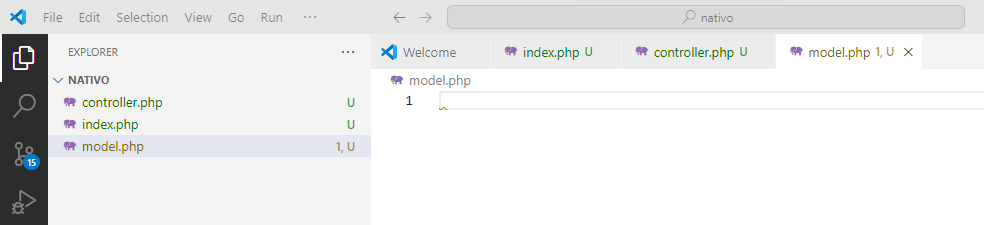 File Edit Selection View Go Run ··· nativo
EXPLORER ···
Welcome index.php U controller.php U model.php 1, U
NATIVO
model.php
controller.php U
1
index.php U
model.php 1, U
15